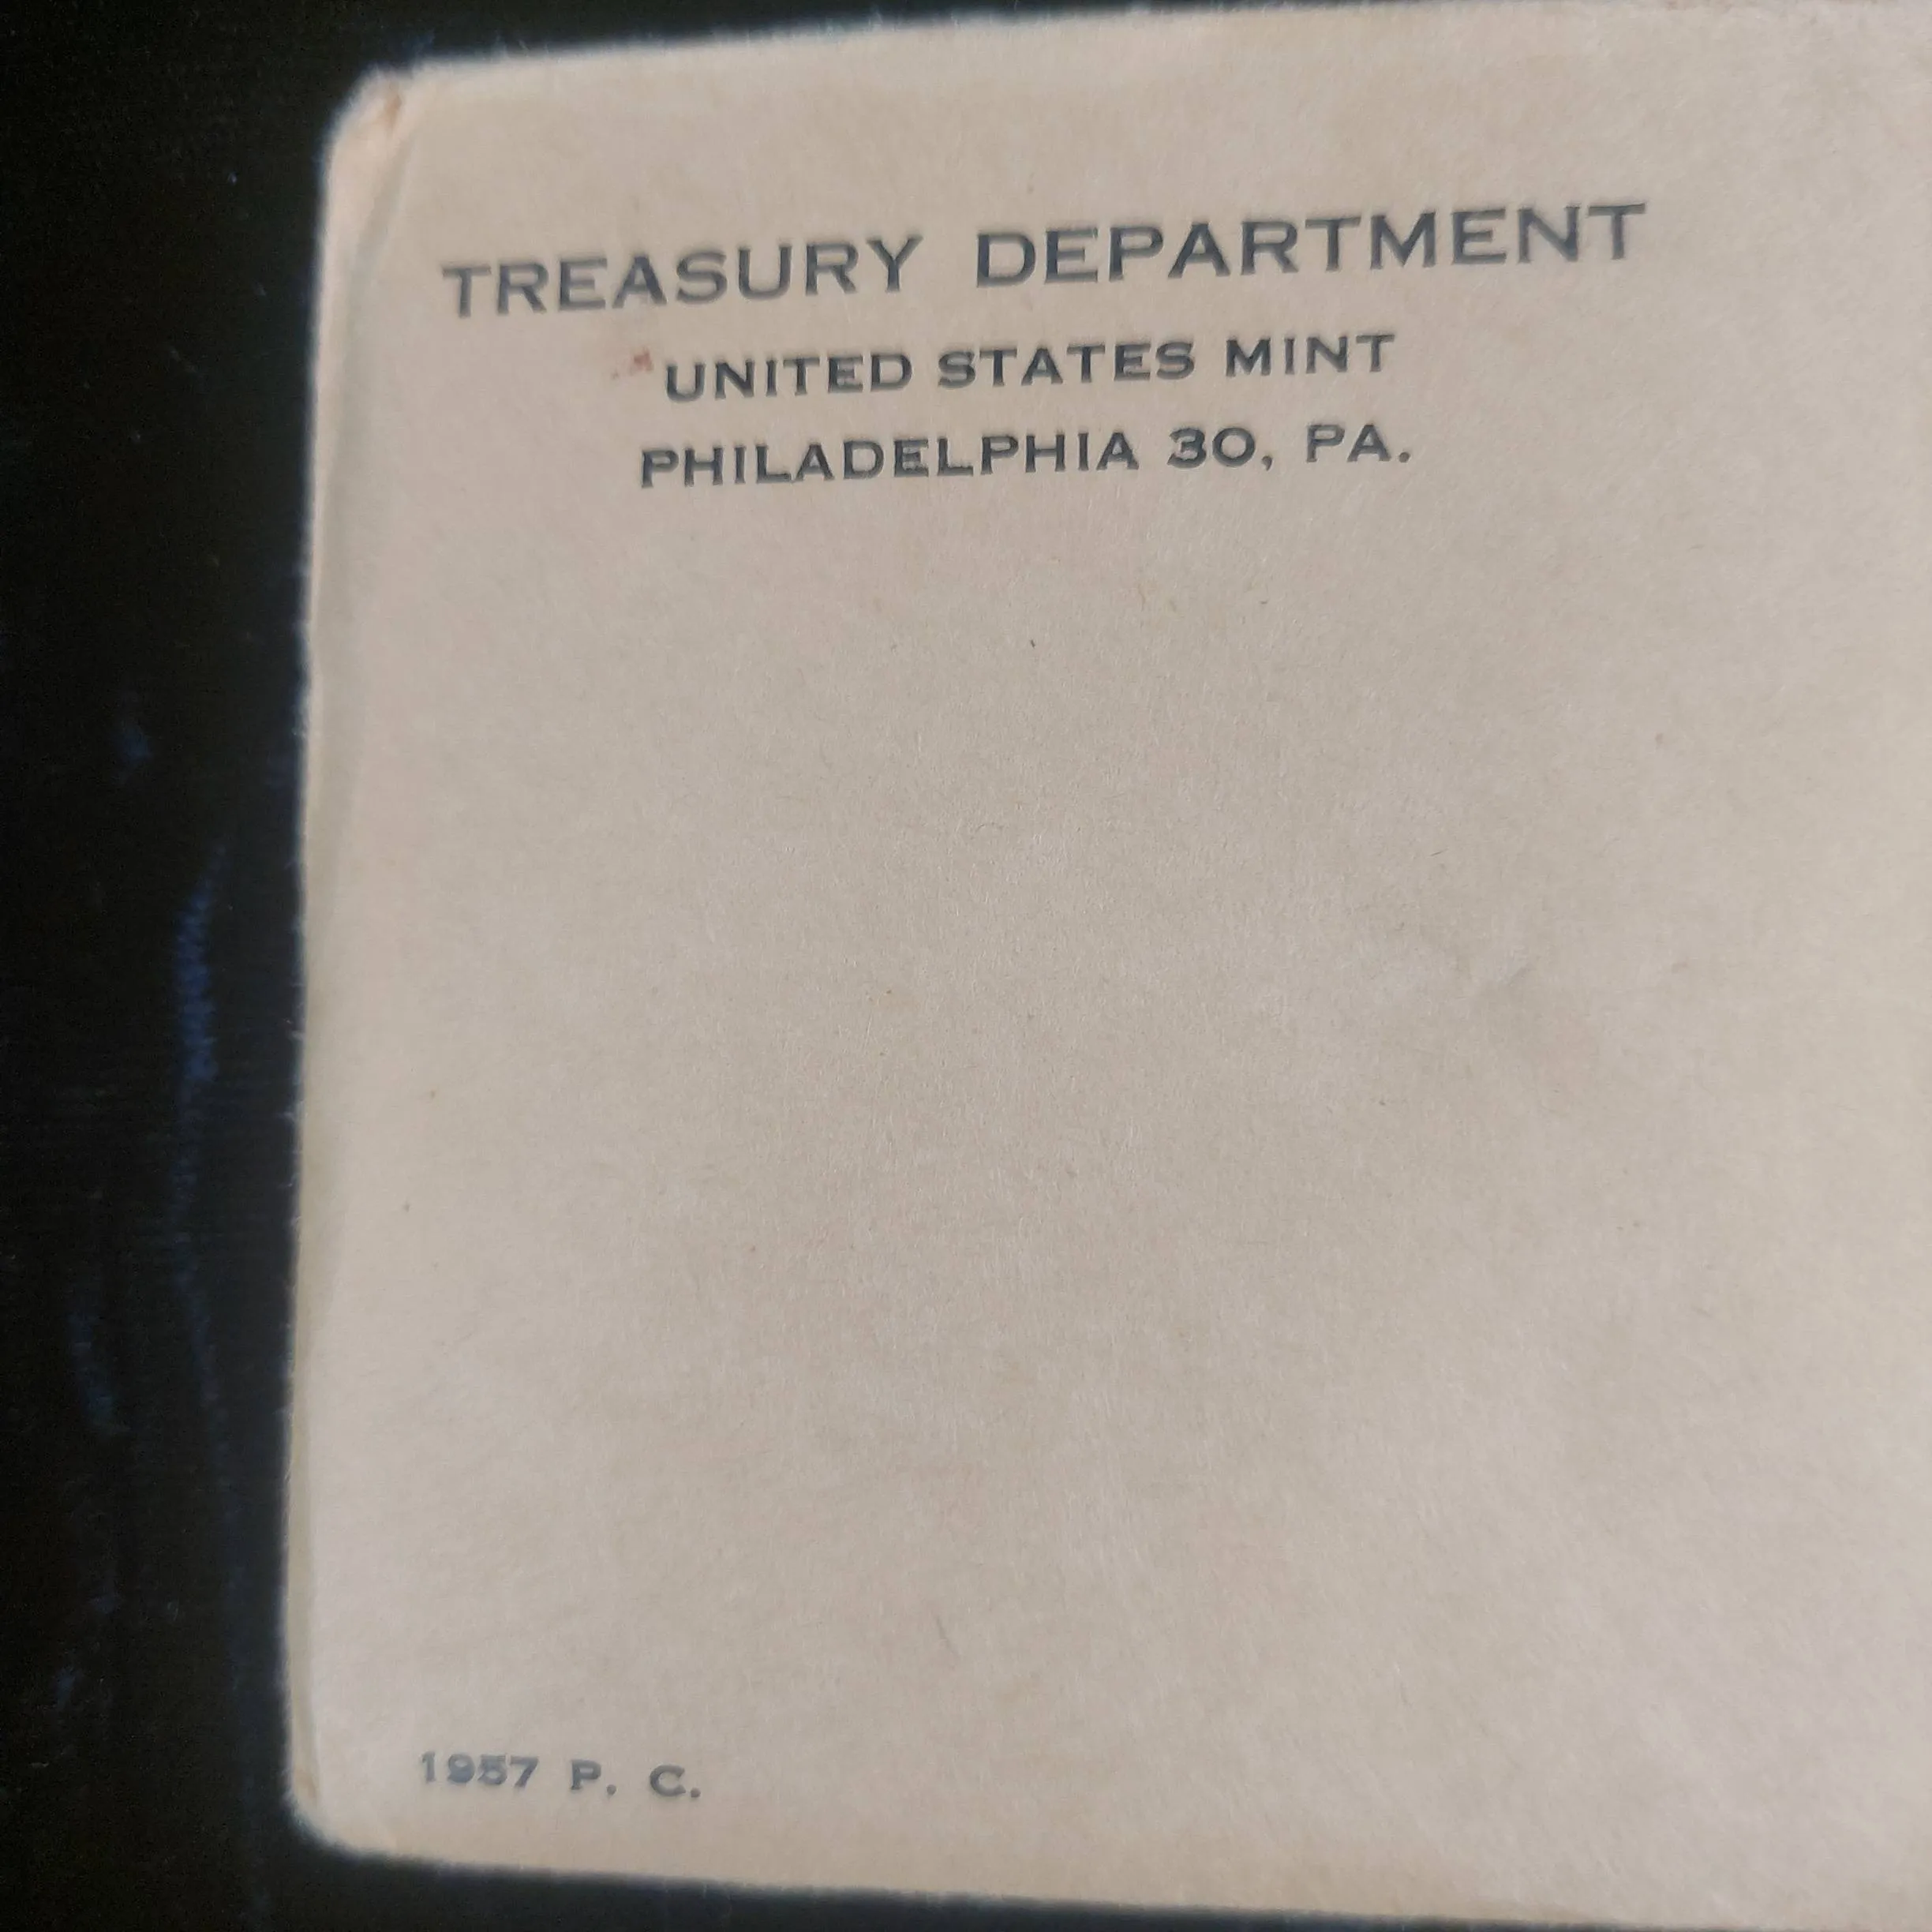 TREASURY DEPARTMENT
UNITED STATES MINT
PHILADELPHIA 30, PA.
1957 P. C.